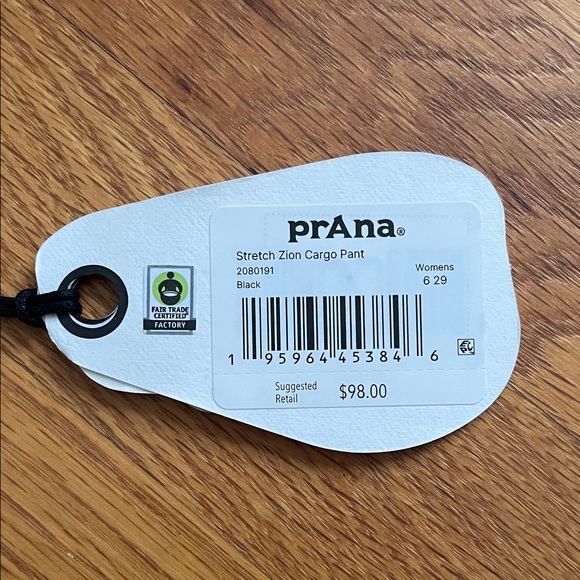 prAna®
Stretch Zion Cargo Pant
2080191
Womens
Black
6 29
FAIR TRADE
CERTIFIED™
FACTORY
1 95964 45384 6
Suggested
Retail
$98.00